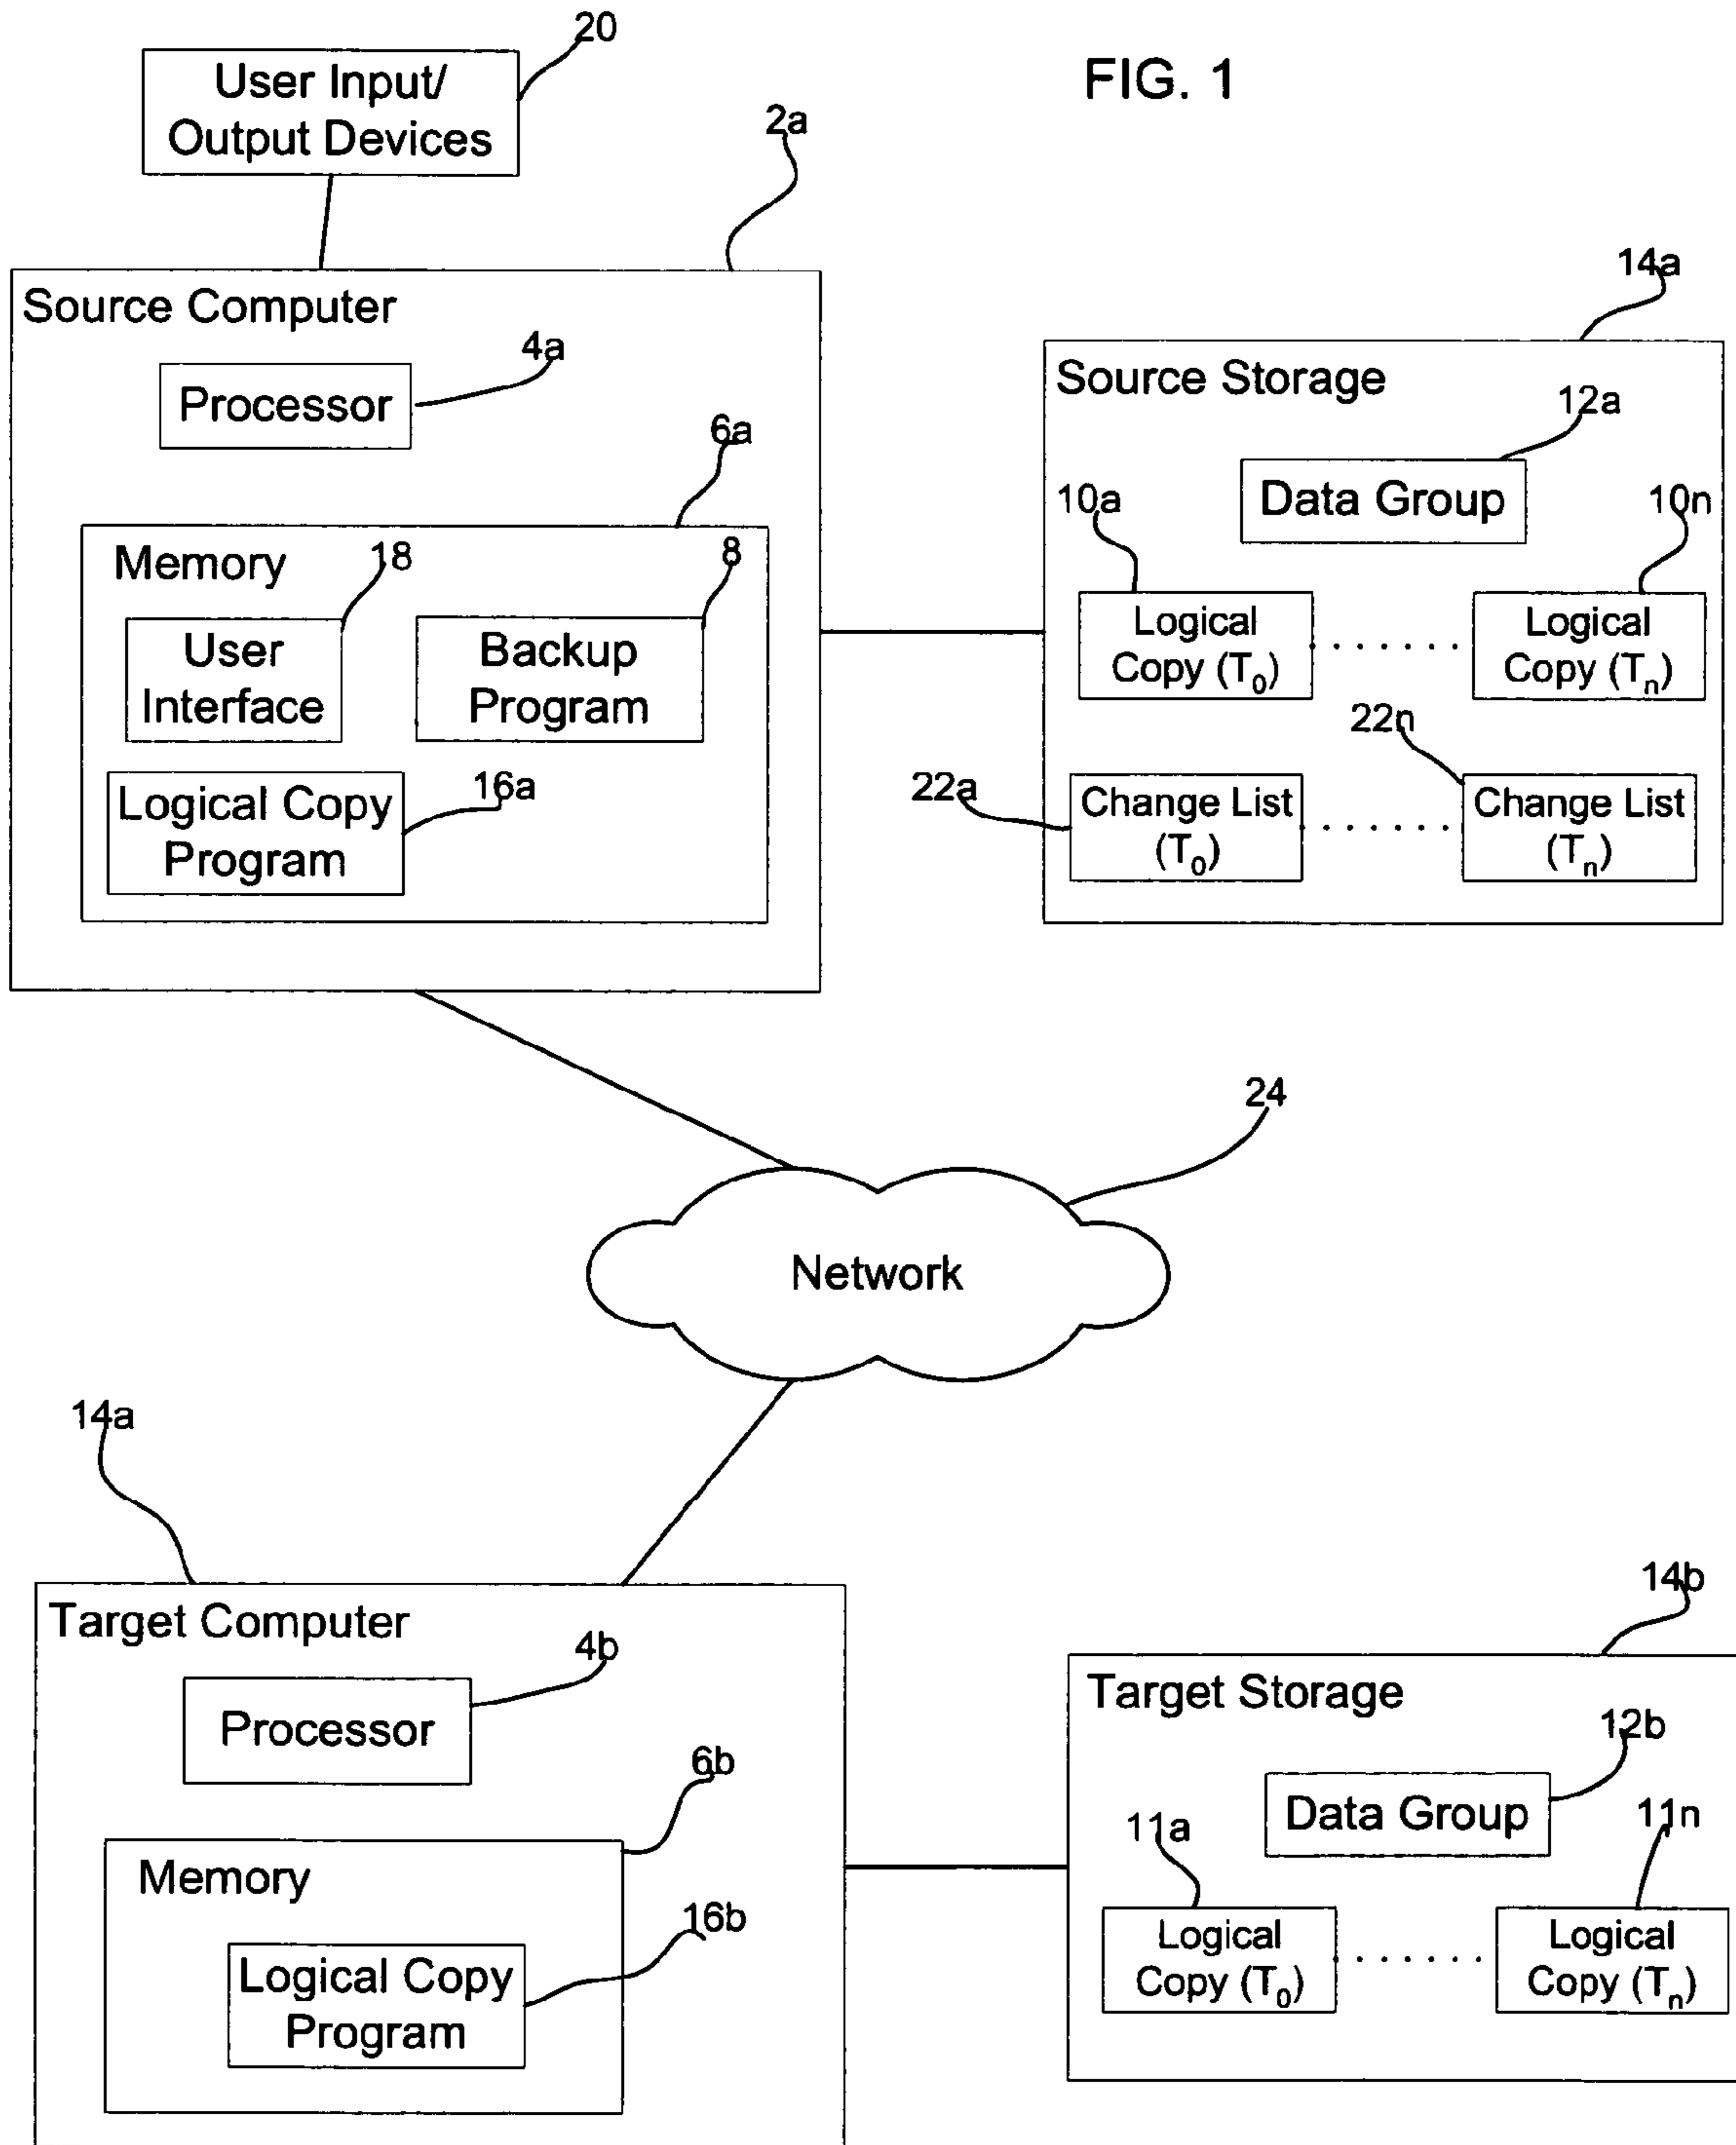 20
User Input/
Output Devices
FIG. 1
2a
Source Computer
4a
Processor
6a
Memory
18
8
User
Interface
Backup
Program
16a
Logical Copy
Program
14a
Source Storage
12a
Data Group
10a
10n
Logical
Copy (T0)
.......
Logical
Copy (Tn)
22n
22a
Change List
(T0)
.......
Change List
(Tn)
24
Network
14a
Target Computer
4b
Processor
6b
Memory
16b
Logical Copy
Program
14b
Target Storage
12b
Data Group
11a
11n
Logical
Copy (T0)
.......
Logical
Copy (Tn)